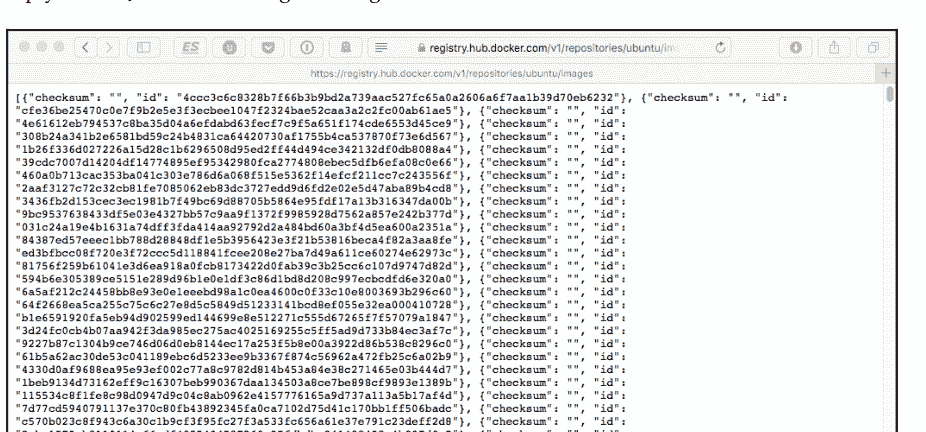 ES
registry.hub.docker.com/v1/repositories/ubuntu/im
https://registry.hub.docker.com/v1/repositories/ubuntu/images
[{"checksum": "", "id": "4ccc3c6c8328b7f66b3b9bd2a739aac527fc65a0a2606a6f7aa1b39d70eb6232"}, {"checksum": "", "id":
"cfe36be25470c0e7f9b2e5e3f3ecbee1047f2324bae52caa3a2c2fc00ab61ae5"}, {"checksum": "", "id":
"4e61612eb794537c8ba35d04a6efdabd63fecf7c9f5a651f174cde6553d45ce9"}, {"checksum": "", "id":
"308b24a341b2e6581bd59c24b4831ca64420730af1755b4ca537870f73e6d567"}, {"checksum": "", "id":
"1b26f336d027226a15d28c1b6296508d95ed2ff44d494ce342132df0db8088a4"}, {"checksum": "", "id":
"39cdc7007d14204df14774895ef95342980fca2774808ebec5dfb6efa08c0e66"}, {"checksum": "", "id":
"460a0b713cac353ba041c303e786d6a068f515e5362f14efcf211cc7c243556f"}, {"checksum": "", "id":
"2aaf3127c72c32cb81fe7085062eb83dc3727edd9d6fd2e02e5d47aba89b4cd8"}, {"checksum": "", "id":
"3436fb2d153cec3ec1981b7f49bc69d88705b5864e95fdf17a13b316347da00b"}, {"checksum": "", "id":
"9bc9537638433df5e03e4327bb57c9aa9f1372f9985928d7562a857e242b377d"}, {"checksum": "", "id":
"031c24a19e4b1631a74dff3fda414aa92792d2a484bd60a3bf4d5ea600a2351a"}, {"checksum": "", "id":
"84387ed57eeec1bb788d28848df1e5b3956423e3f21b53816beca4f82a3aa8fe"}, {"checksum": "", "id":
"ed3bfbcc08f720e3f72ccc5d118841fcee208e27ba7d49a611ce60274e62973c"}, {"checksum": "", "id":
"81756f259b61041e3d6ea918a0fcb8173422d0fab39c3b25cc6c107d9747d82d"}, {"checksum": "", "id":
"594b6e305389ce5151e289d96b1e0e1df3c86d1bd8d208c997ecbcdfd6e320a0"}, {"checksum": "", "id":
"6a5af212c24458bb8e93e0e1eeebd98a1c0ea4600c0f33c10e8003693b296c60"}, {"checksum": "", "id":
"64f2668ea5ca255c75c6c27e8d5c5849d51233141bcd8ef055e32ea000410728"}, {"checksum": "", "id":
"b1e6591920fa5eb94d902599ed144699e8e512271c555d67265f7f57079a1847"}, {"checksum": "", "id":
"3d24fc0cb4b07aa942f3da985ec275ac4025169255c5ff5ad9d733b84ec3af7c"}, {"checksum": "", "id":
"9227b87c1304b9ce746d06d0eb8144ec17a253f5b8e00a3922d86b538c8296c0"}, {"checksum": "", "id":
"61b5a62ac30de53c041189ebc6d5233ee9b3367f874c56962a472fb25c6a02b9"}, {"checksum": "", "id":
"4330d0af9688ea95e93ef002c77a8c9782d814b453a84e38c271465e03b444d7"}, {"checksum": "", "id":
"1beb9134d73162eff9c16307beb990367daa134503a8ce7be898cf9893e1389b"}, {"checksum": "", "id":
"115534c8f1fe8c98d0947d9c04c8ab0962e4157776165a9d737a113a5b17af4d"}, {"checksum": "", "id":
"7d77cd5940791137e370c80fb43892345fa0ca7102d75d41c170bb1ff506badc"}, {"checksum": "", "id":
"c570b023c8f943c6a30c1b9cf3f95fc27f3a533fc656a61e37e791c23deff2d8"}, {"checksum": "", "id":